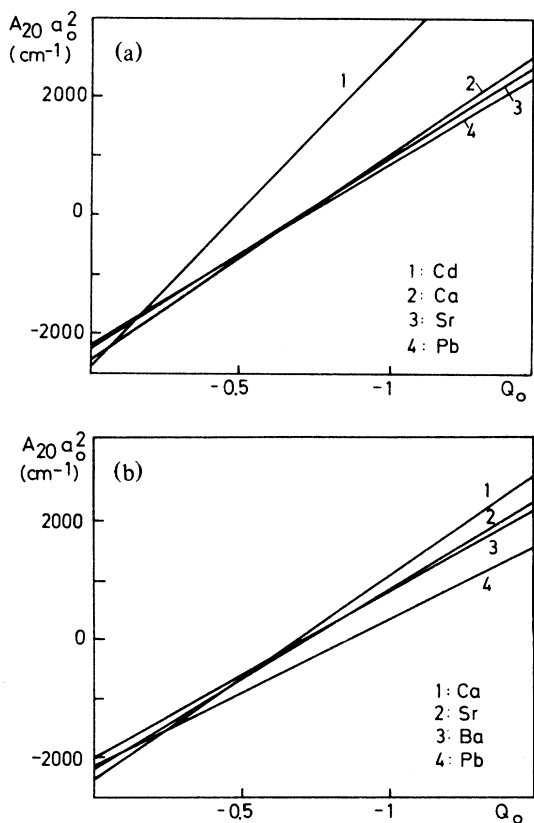 A₂₀ a₀²
(cm⁻¹)
(a)
2000
0
-2000
1
2
3
4
1: Cd
2: Ca
3: Sr
4: Pb
-0.5
-1
Q₀
A₂₀ a₀²
(cm⁻¹)
(b)
2000
0
-2000
1
2
3
4
1: Ca
2: Sr
3: Ba
4: Pb
-0.5
-1
Q₀